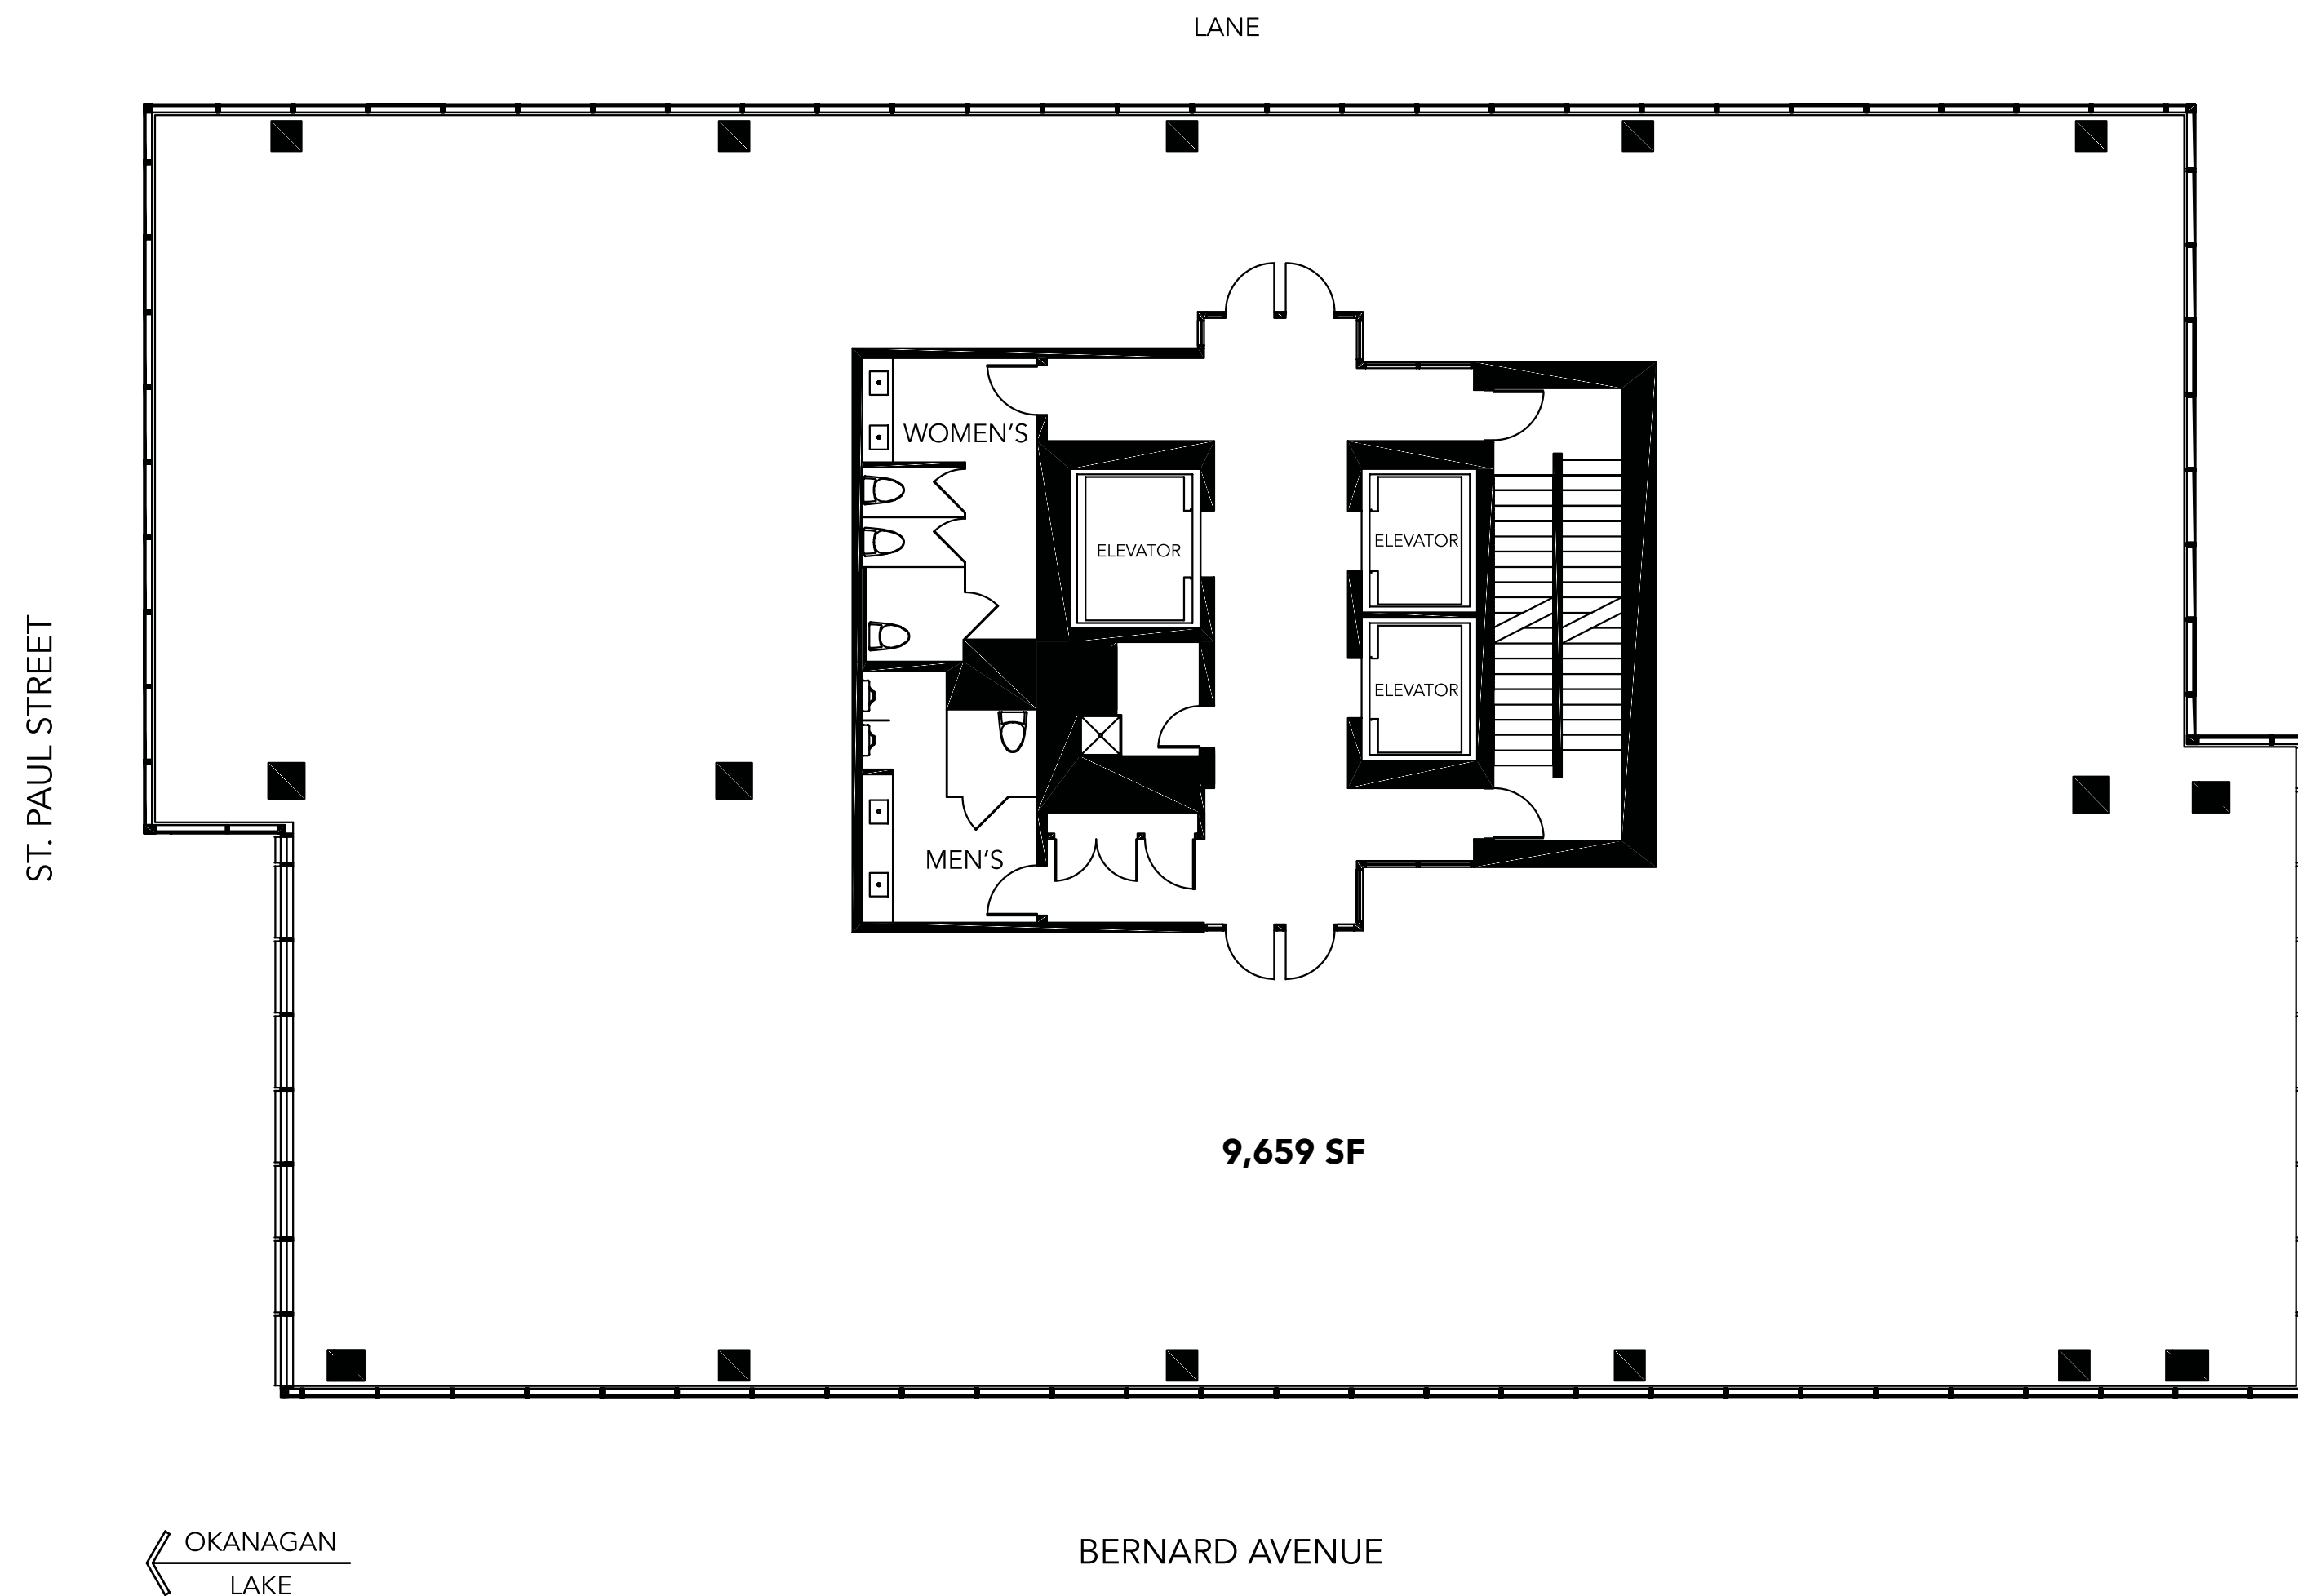 LANE
WOMEN'S
ELEVATOR
ELEVATOR
ELEVATOR
ST. PAUL STREET
MEN'S
9,659 SF
OKANAGAN
LAKE
BERNARD AVENUE